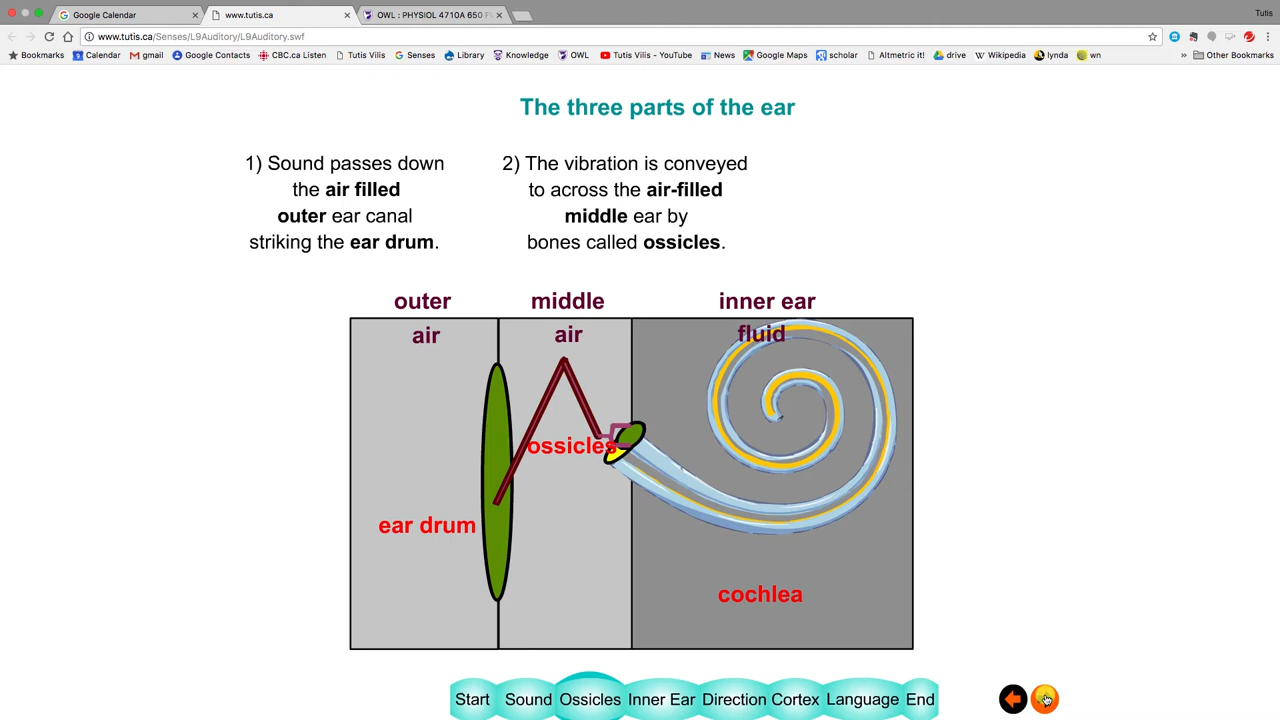 Google Calendar
www.tutis.ca
OWL : PHYSIOL 4710A 650 F
Tutis
www.tutis.ca/Senses/L9Auditory/L9Auditory.swf
Bookmarks
Calendar
gmail
Google Contacts
CBC.ca Listen
Tutis Vilis
Senses
Library
Knowledge
OWL
Tutis Vilis - YouTube
News
Google Maps
scholar
Altmetric it!
drive
Wikipedia
lynda
wn
»
Other Bookmarks
The three parts of the ear
1) Sound passes down
the air filled
outer ear canal
striking the ear drum.
2) The vibration is conveyed
to across the air-filled
middle ear by
bones called ossicles.
outer
middle
inner ear
air
air
fluid
ossicles
ear drum
cochlea
Start
Sound
Ossicles
Inner Ear
Direction
Cortex
Language
End